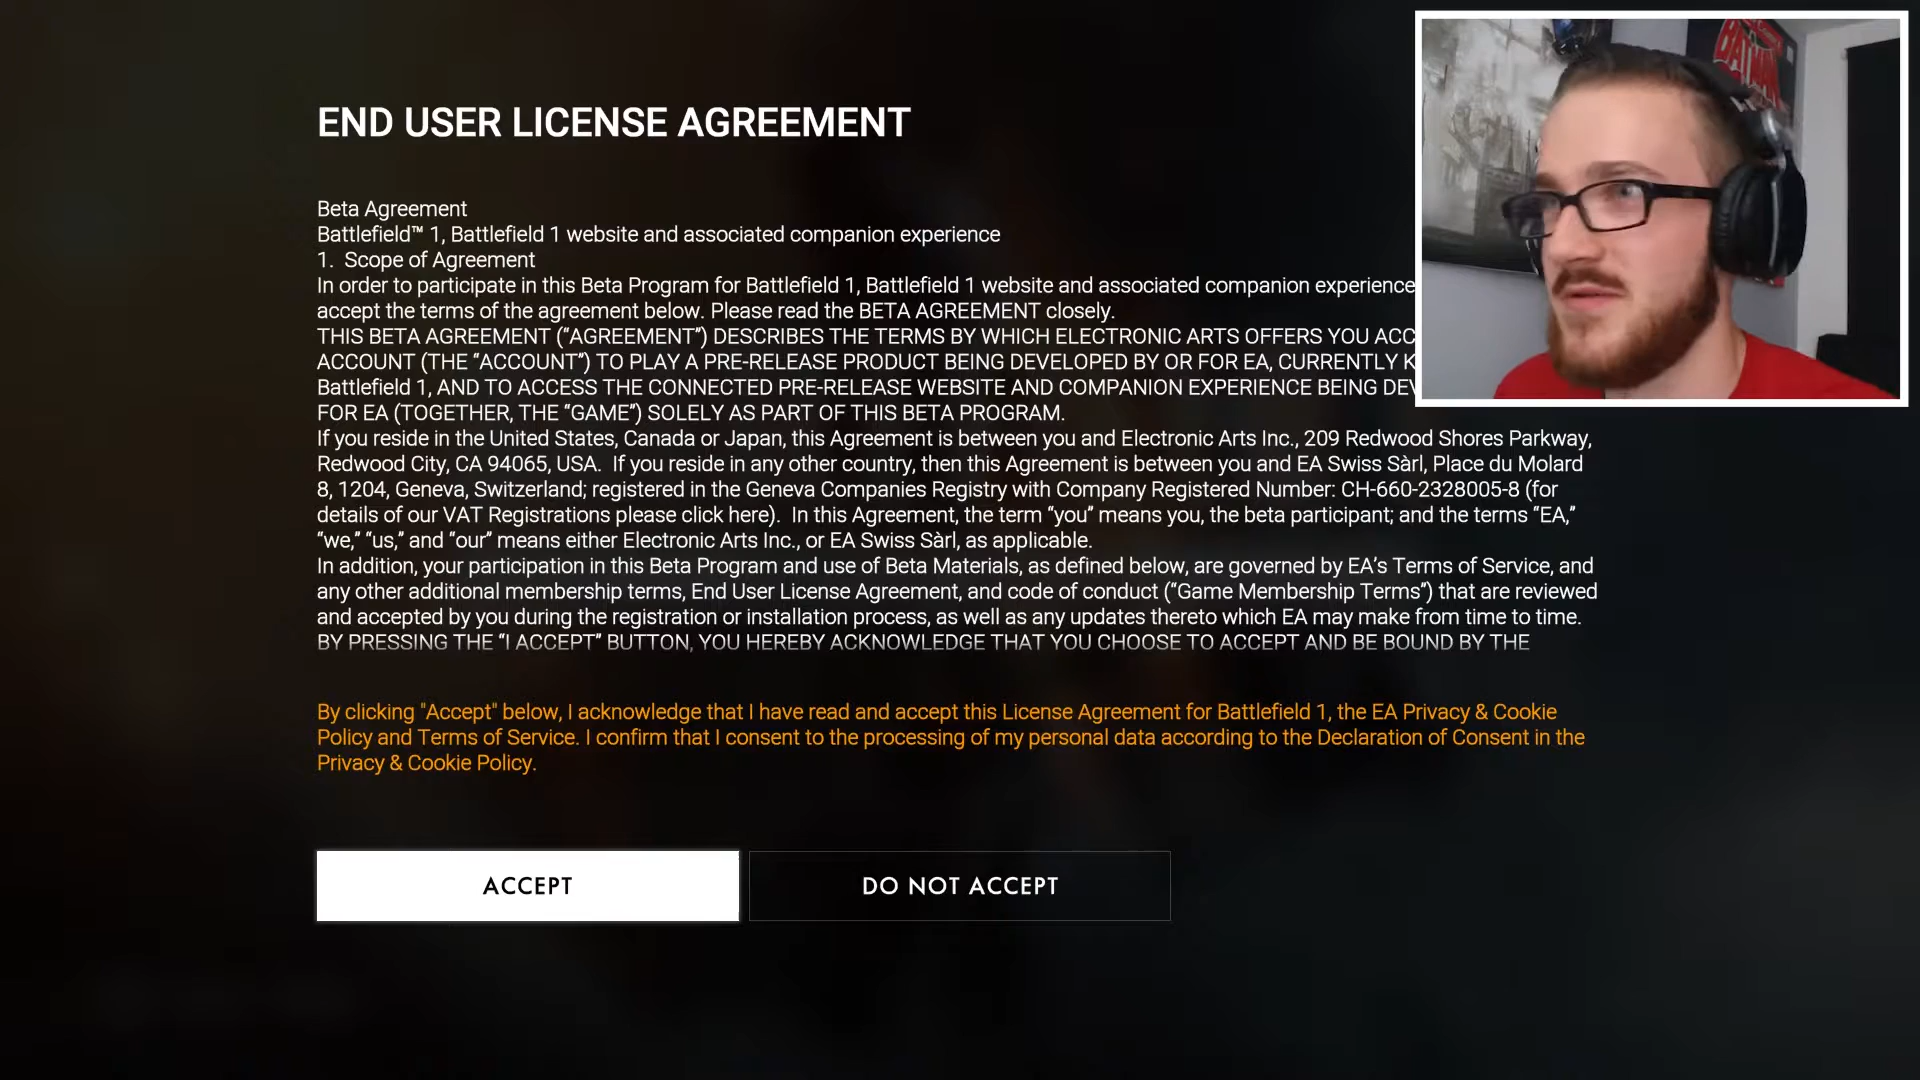 END USER LICENSE AGREEMENT
BATMAN
Beta Agreement
Battlefield™ 1, Battlefield 1 website and associated companion experience
1.  Scope of Agreement
In order to participate in this Beta Program for Battlefield 1, Battlefield 1 website and associated companion experience
accept the terms of the agreement below. Please read the BETA AGREEMENT closely.
THIS BETA AGREEMENT (“AGREEMENT”) DESCRIBES THE TERMS BY WHICH ELECTRONIC ARTS OFFERS YOU ACC
ACCOUNT (THE “ACCOUNT”) TO PLAY A PRE-RELEASE PRODUCT BEING DEVELOPED BY OR FOR EA, CURRENTLY K
Battlefield 1, AND TO ACCESS THE CONNECTED PRE-RELEASE WEBSITE AND COMPANION EXPERIENCE BEING DEV
FOR EA (TOGETHER, THE “GAME”) SOLELY AS PART OF THIS BETA PROGRAM.
If you reside in the United States, Canada or Japan, this Agreement is between you and Electronic Arts Inc., 209 Redwood Shores Parkway,
Redwood City, CA 94065, USA.  If you reside in any other country, then this Agreement is between you and EA Swiss Sàrl, Place du Molard
8, 1204, Geneva, Switzerland; registered in the Geneva Companies Registry with Company Registered Number: CH-660-2328005-8 (for
details of our VAT Registrations please click here).  In this Agreement, the term “you” means you, the beta participant; and the terms “EA,”
“we,” “us,” and “our” means either Electronic Arts Inc., or EA Swiss Sàrl, as applicable.
In addition, your participation in this Beta Program and use of Beta Materials, as defined below, are governed by EA’s Terms of Service, and
any other additional membership terms, End User License Agreement, and code of conduct (“Game Membership Terms”) that are reviewed
and accepted by you during the registration or installation process, as well as any updates thereto which EA may make from time to time.
BY PRESSING THE “I ACCEPT” BUTTON, YOU HEREBY ACKNOWLEDGE THAT YOU CHOOSE TO ACCEPT AND BE BOUND BY THE
By clicking "Accept" below, I acknowledge that I have read and accept this License Agreement for Battlefield 1, the EA Privacy & Cookie
Policy and Terms of Service. I confirm that I consent to the processing of my personal data according to the Declaration of Consent in the
Privacy & Cookie Policy.
ACCEPT
DO NOT ACCEPT